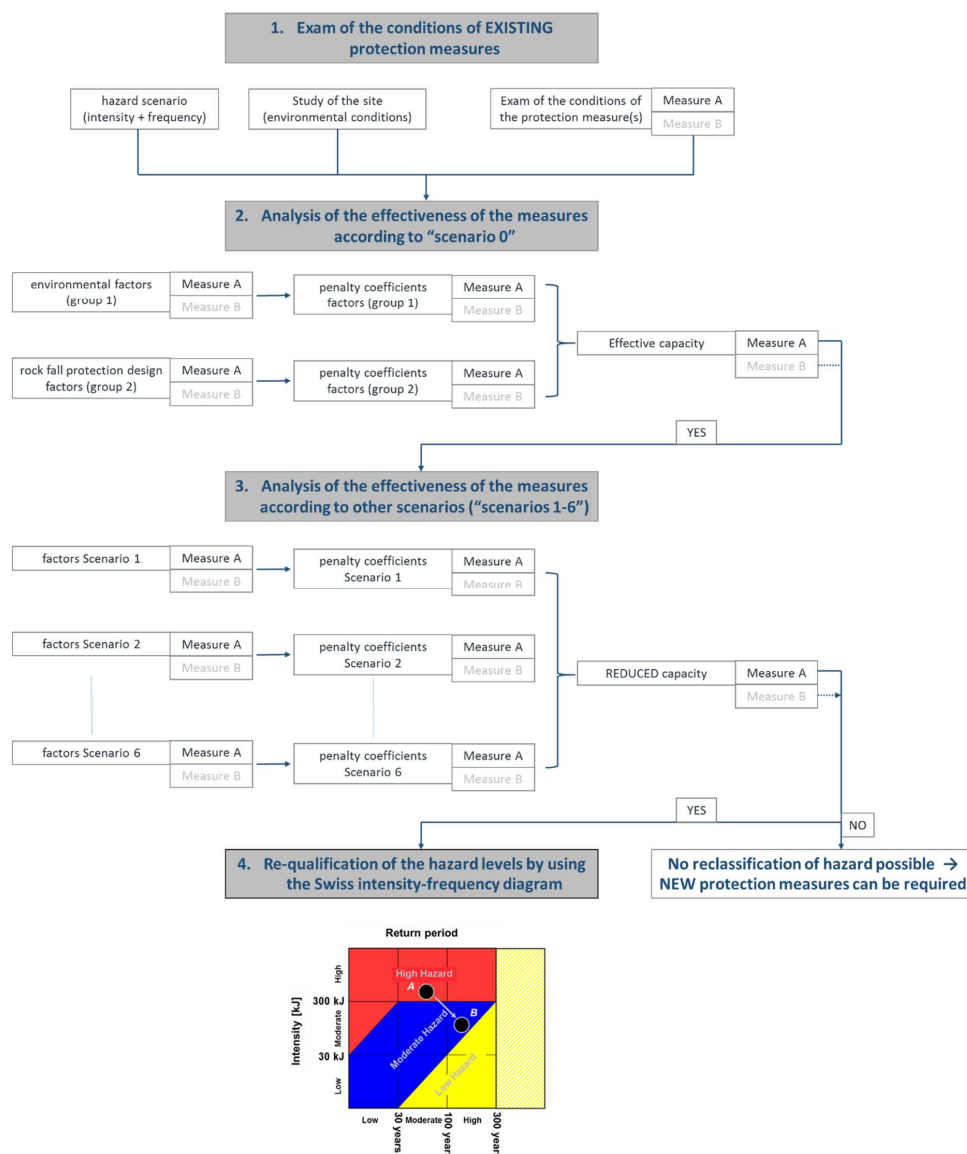 1. Exam of the conditions of EXISTING
protection measures
hazard scenario
(intensity + frequency)
Study of the site
(environmental conditions)
Exam of the conditions of
the protection measure(s)
Measure A
Measure B
2. Analysis of the effectiveness of the measures
according to “scenario 0”
environmental factors
(group 1)
Measure A
Measure B
penalty coefficients
factors (group 1)
Measure A
Measure B
rock fall protection design
factors (group 2)
Measure A
Measure B
penalty coefficients
factors (group 2)
Measure A
Measure B
Effective capacity
Measure A
Measure B
YES
3. Analysis of the effectiveness of the measures
according to other scenarios (“scenarios 1-6”)
factors Scenario 1
Measure A
Measure B
penalty coefficients
Scenario 1
Measure A
Measure B
factors Scenario 2
Measure A
Measure B
penalty coefficients
Scenario 2
Measure A
Measure B
REDUCED capacity
Measure A
Measure B
factors Scenario 6
Measure A
Measure B
penalty coefficients
Scenario 6
Measure A
Measure B
YES
NO
4. Re-qualification of the hazard levels by using
the Swiss intensity-frequency diagram
No reclassification of hazard possible →
NEW protection measures can be required
Return period
Intensity [kJ]
High
Moderate
Low
300 kJ
30 kJ
High Hazard
A
B
Moderate Hazard
Low Hazard
Low
Moderate
High
30 years
100 year
300 year